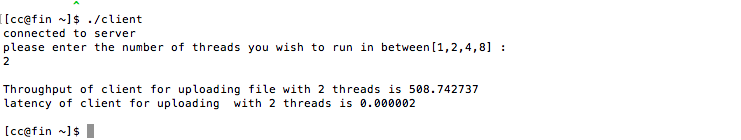 [[cc@fin ~]$ ./client
connected to server
please enter the number of threads you wish to run in between[1,2,4,8] :
2
Throughput of client for uploading file with 2 threads is 508.742737
latency of client for uploading  with 2 threads is 0.000002
[cc@fin ~]$